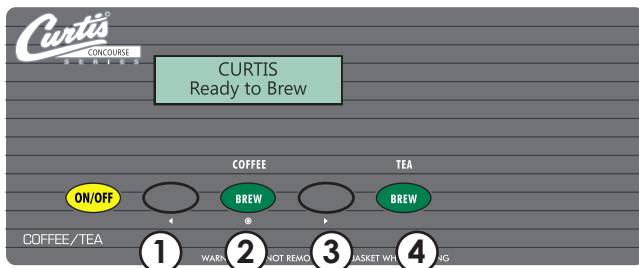 Curtis
CONCOURSE
SERIES
CURTIS
Ready to Brew
COFFEE TEA
ON/OFF BREW BREW
COFFEE/TEA
1 2 3 4
WARN NOT REMO BASKET WH NG